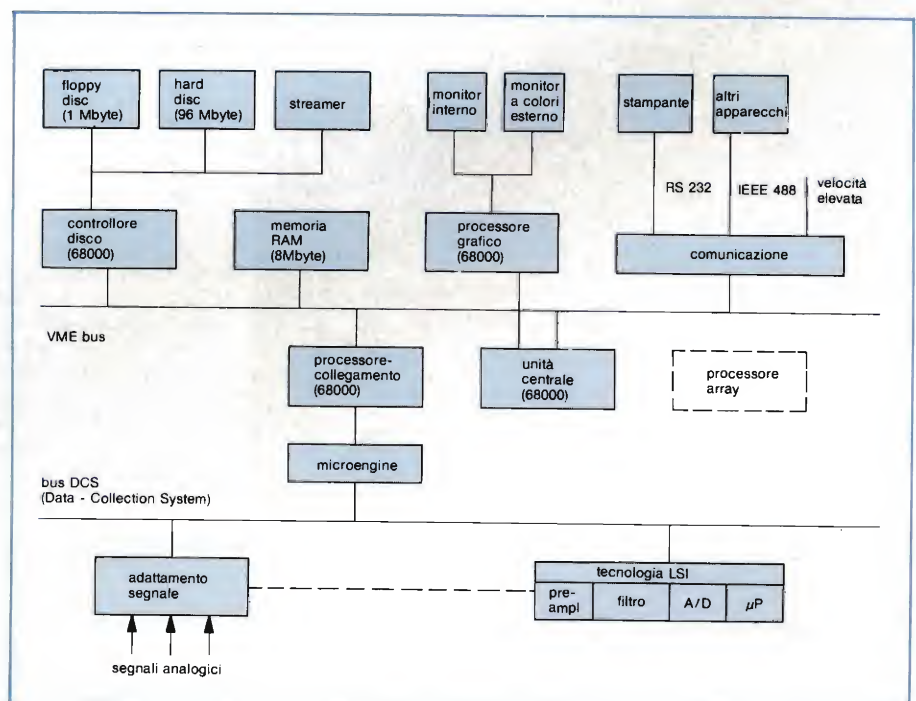 floppy
disc
(1 Mbyte)
hard
disc
(96 Mbyte)
streamer
monitor
interno
monitor
a colori
esterno
stampante
altri
apparecchi
RS 232
IEEE 488
velocità
elevata
controllore
disco
(68000)
memoria
RAM
(8Mbyte)
processore
grafico
(68000)
comunicazione
VME bus
processore-
collegamento
(68000)
unità
centrale
(68000)
processore
array
microengine
bus DCS
(Data - Collection System)
adattamento
segnale
tecnologia LSI
pre-
ampl
filtro
A/D
µP
segnali analogici